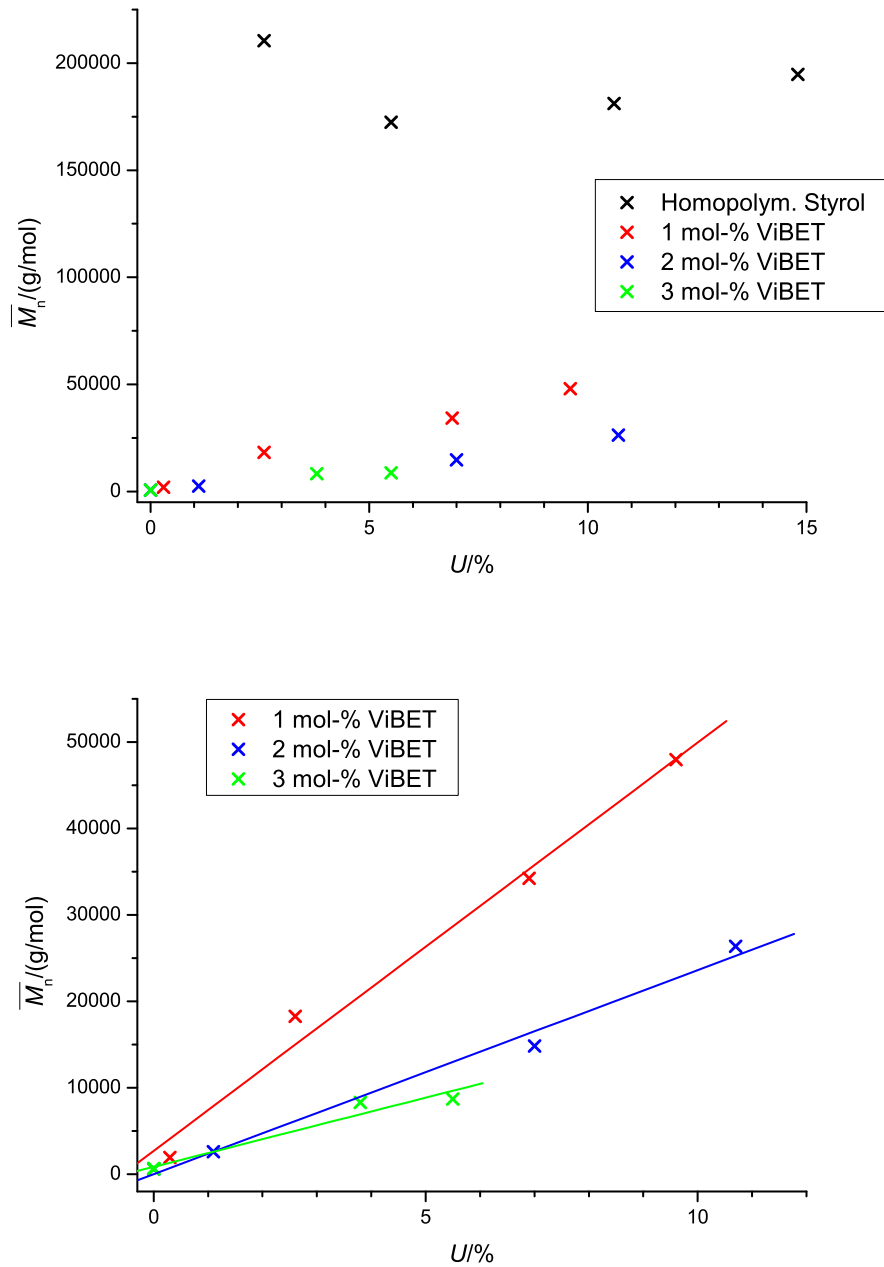 200000
150000
100000
50000
0
M̅n/(g/mol)
Homopolym. Styrol
1 mol-% ViBET
2 mol-% ViBET
3 mol-% ViBET
0 5 10 15
U/%
1 mol-% ViBET
2 mol-% ViBET
3 mol-% ViBET
50000
40000
30000
20000
10000
0
M̅n/(g/mol)
0 5 10
U/%